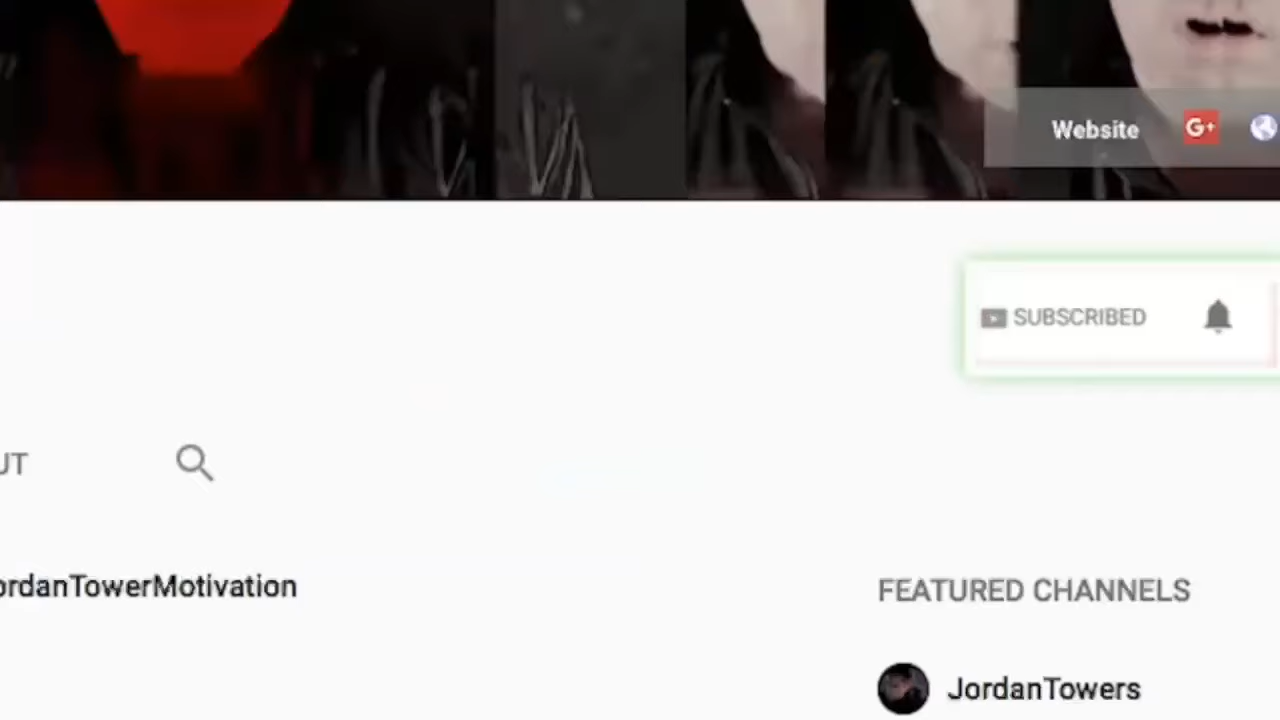 Website G+
SUBSCRIBED
UT
ordanTowerMotivation
FEATURED CHANNELS
JordanTowers